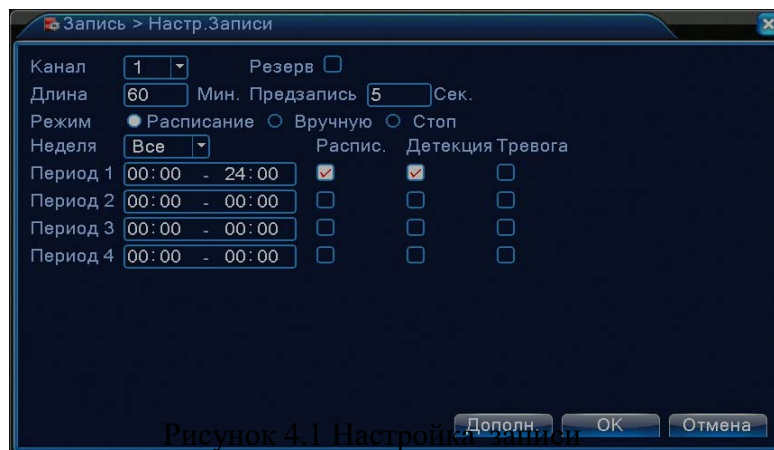 Запись > Настр.Записи
Канал 1 Резерв
Длина 60 Мин. Предзапись 5 Сек.
Режим Расписание Вручную Стоп
Неделя Все Распис. Детекция Тревога
Период 1 00:00 - 24:00
Период 2 00:00 - 00:00
Период 3 00:00 - 00:00
Период 4 00:00 - 00:00
Дополн. OK Отмена
Рисунок 4.1 Настройка записи